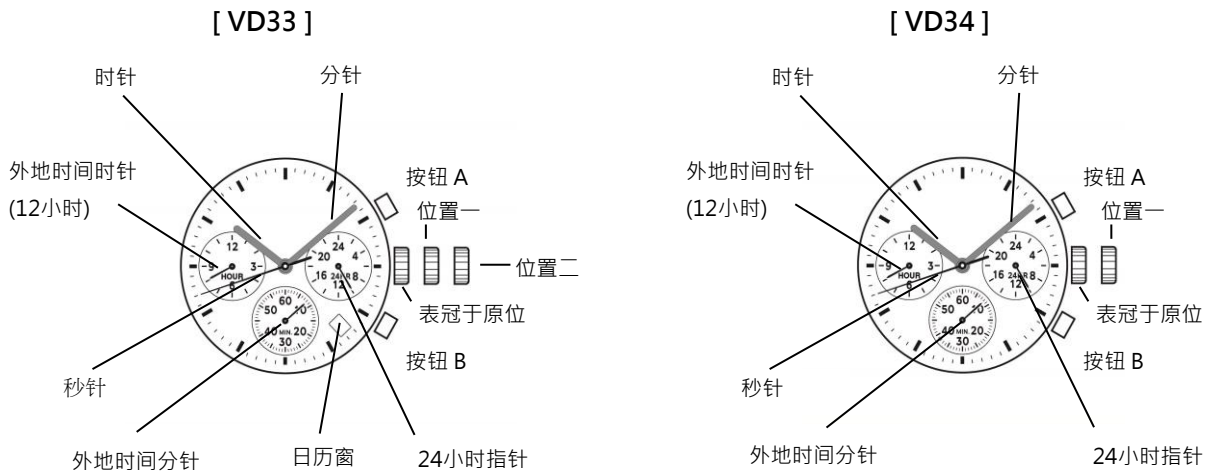 [ VD33 ]
时针
分针
外地时间时针
(12小时)
按钮 A
位置一
位置二
表冠于原位
按钮 B
秒针
外地时间分针
日历窗
24小时指针
12
3
6
9
HOUR
24
4
8
12
16
20
24HR
60
10
20
30
40
50
MIN.
[ VD34 ]
时针
分针
外地时间时针
(12小时)
按钮 A
位置一
表冠于原位
按钮 B
秒针
外地时间分针
24小时指针
12
3
6
9
HOUR
24
4
8
12
16
20
24HR
60
10
20
30
40
50
MIN.